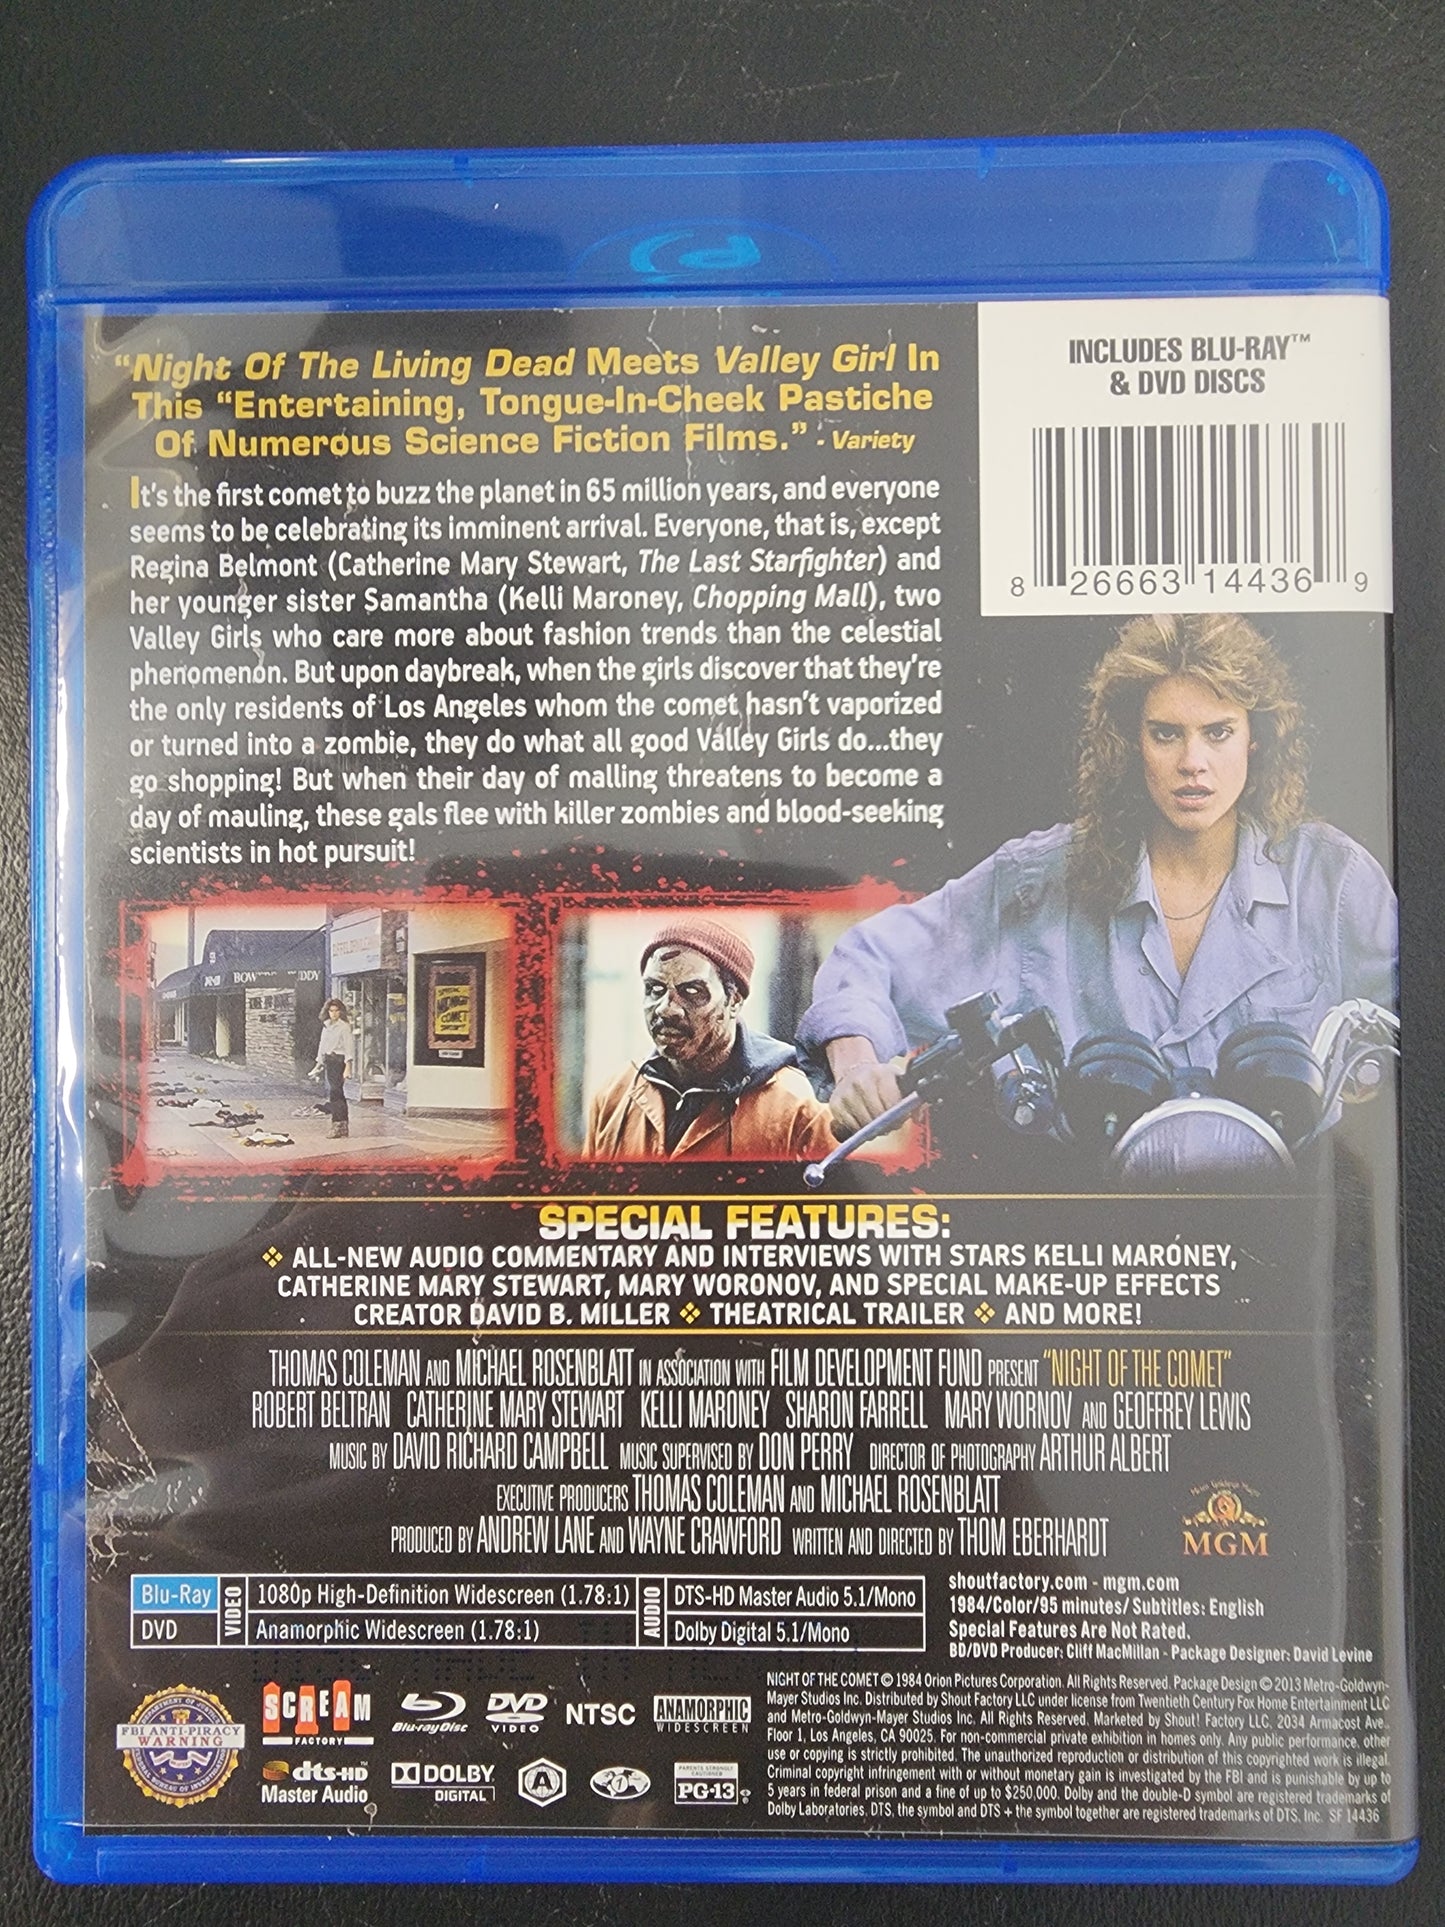 "Night Of The Living Dead Meets Valley Girl In
This "Entertaining, Tongue-In-Cheek Pastiche
Of Numerous Science Fiction Films." - Variety
It's the first comet to buzz the planet in 65 million years, and everyone
seems to be celebrating its imminent arrival. Everyone, that is, except
Regina Belmont (Catherine Mary Stewart, The Last Starfighter) and
her younger sister Samantha (Kelli Maroney, Chopping Mall), two
Valley Girls who care more about fashion trends than the celestial
phenomenon. But upon daybreak, when the girls discover that they're
the only residents of Los Angeles whom the comet hasn't vaporized
or turned into a zombie, they do what all good Valley Girls do...they
go shopping! But when their day of malling threatens to become a
day of mauling, these gals flee with killer zombies and blood-seeking
scientists in hot pursuit!
INCLUDES BLU-RAY™
& DVD DISCS
8 26663 14436 9
SPECIAL FEATURES:
❖ ALL-NEW AUDIO COMMENTARY AND INTERVIEWS WITH STARS KELLI MARONEY,
CATHERINE MARY STEWART, MARY WORONOV, AND SPECIAL MAKE-UP EFFECTS
CREATOR DAVID B. MILLER ❖ THEATRICAL TRAILER ❖ AND MORE!
THOMAS COLEMAN AND MICHAEL ROSENBLATT IN ASSOCIATION WITH FILM DEVELOPMENT FUND PRESENT "NIGHT OF THE COMET"
ROBERT BELTRAN CATHERINE MARY STEWART KELLI MARONEY SHARON FARRELL MARY WORNOV AND GEOFFREY LEWIS
MUSIC BY DAVID RICHARD CAMPBELL MUSIC SUPERVISED BY DON PERRY DIRECTOR OF PHOTOGRAPHY ARTHUR ALBERT
EXECUTIVE PRODUCERS THOMAS COLEMAN AND MICHAEL ROSENBLATT
PRODUCED BY ANDREW LANE AND WAYNE CRAWFORD WRITTEN AND DIRECTED BY THOM EBERHARDT
MGM
Blu-Ray VIDEO 1080p High-Definition Widescreen (1.78:1) AUDIO DTS-HD Master Audio 5.1/Mono
DVD Anamorphic Widescreen (1.78:1) Dolby Digital 5.1/Mono
shoutfactory.com - mgm.com
1984/Color/95 minutes/ Subtitles: English
Special Features Are Not Rated.
BD/DVD Producer: Cliff MacMillan - Package Designer: David Levine
FBI ANTI-PIRACY
WARNING
SCREAM
FACTORY
Blu-ray Disc
DVD
VIDEO
NTSC
ANAMORPHIC
WIDESCREEN
dts-HD
Master Audio
DOLBY
DIGITAL
A
1
PARENTS STRONGLY CAUTIONED
PG-13
NIGHT OF THE COMET © 1984 Orion Pictures Corporation. All Rights Reserved. Package Design © 2013 Metro-Goldwyn-
Mayer Studios Inc. Distributed by Shout Factory LLC under license from Twentieth Century Fox Home Entertainment LLC
and Metro-Goldwyn-Mayer Studios Inc. All Rights Reserved. Marketed by Shout! Factory LLC, 2034 Armacost Ave.,
Floor 1, Los Angeles, CA 90025. For non-commercial private exhibition in homes only. Any public performance, other
use or copying is strictly prohibited. The unauthorized reproduction or distribution of this copyrighted work is illegal.
Criminal copyright infringement with or without monetary gain is investigated by the FBI and is punishable by up to
5 years in federal prison and a fine of up to $250,000. Dolby and the double-D symbol are registered trademarks of
Dolby Laboratories. DTS, the symbol and DTS + the symbol together are registered trademarks of DTS, Inc. SF 14436